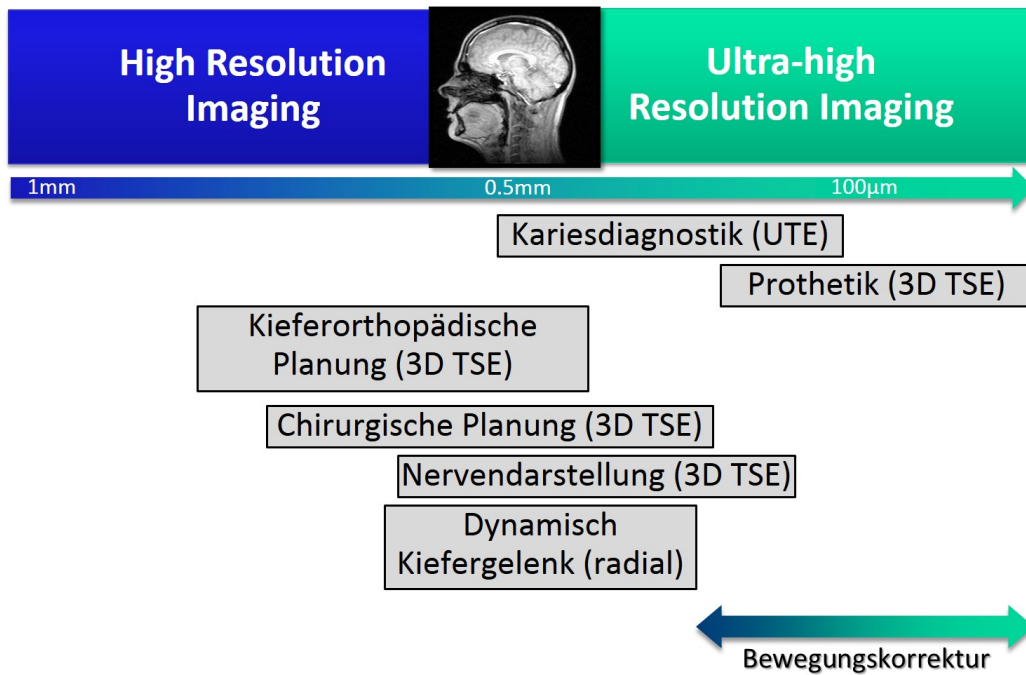 High Resolution
Imaging
Ultra-high
Resolution Imaging
1mm
0.5mm
100µm
Kariesdiagnostik (UTE)
Prothetik (3D TSE)
Kieferorthopädische
Planung (3D TSE)
Chirurgische Planung (3D TSE)
Nervendarstellung (3D TSE)
Dynamisch
Kiefergelenk (radial)
Bewegungskorrektur